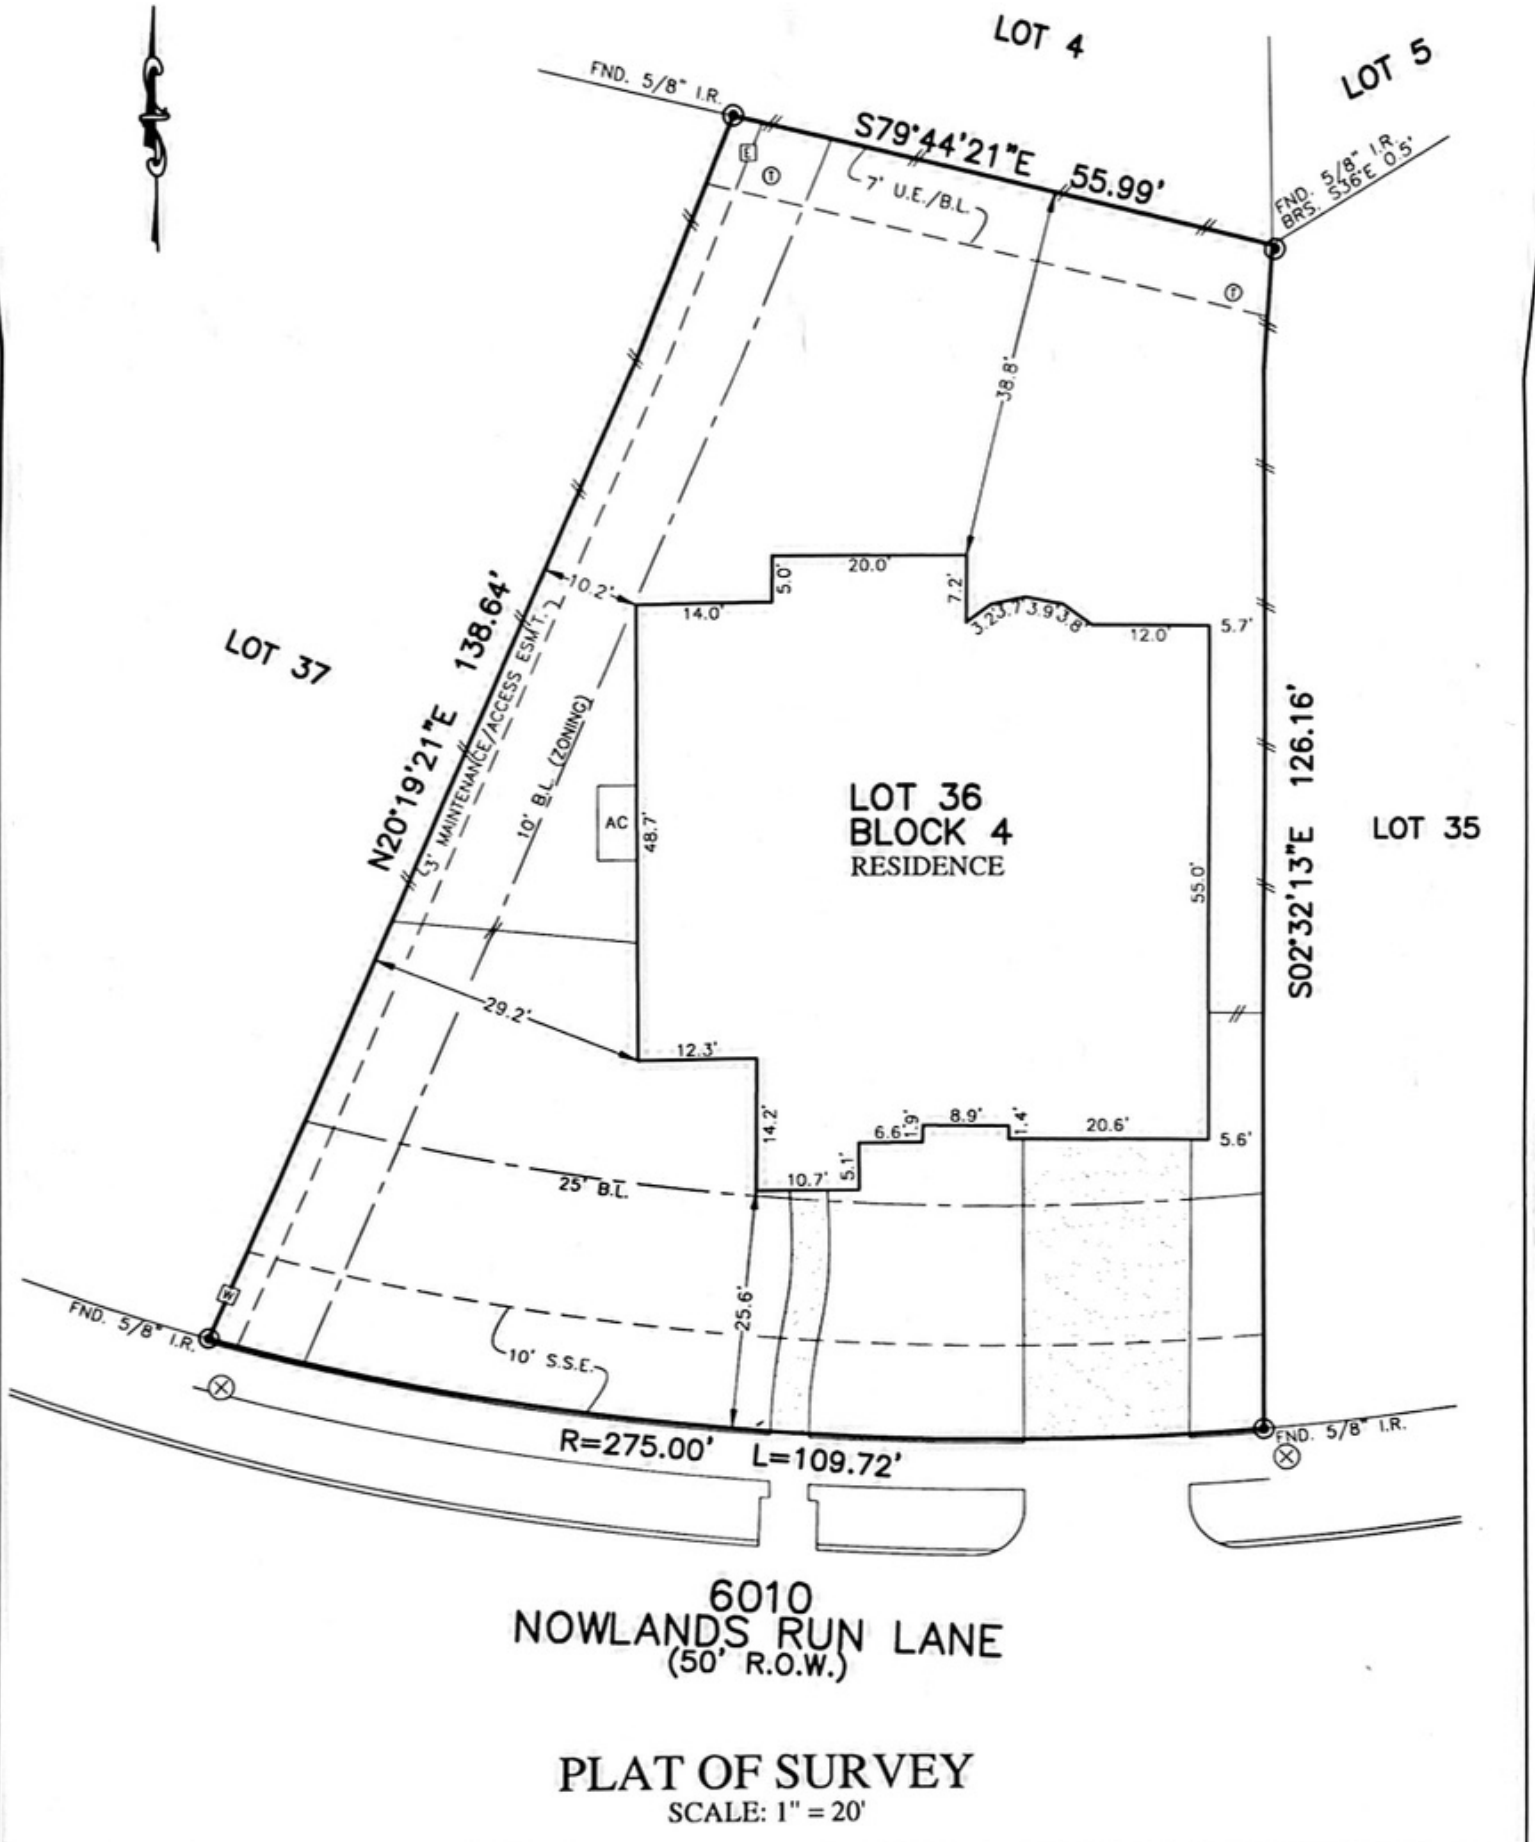 LOT 4
LOT 5
FND. 5/8" I.R.
S79°44'21"E 55.99'
FND. 5/8" I.R.
BRS. S36°E 0.5'
E
T
7' U.E./B.L.
T
38.8'
10.2'
14.0'
5.0'
20.0'
7.2'
3.2'
3.7'
3.9'
3.8'
12.0'
5.7'
LOT 37
N20°19'21"E 138.64'
3' MAINTENANCE/ACCESS ESM'T.
10' B.L. (ZONING)
AC
48.7'
LOT 36
BLOCK 4
RESIDENCE
55.0'
S02°32'13"E 126.16'
LOT 35
29.2'
12.3'
14.2'
10.7'
5.1'
6.6'
1.9'
8.9'
1.4'
20.6'
5.6'
25' B.L.
25.6'
W
FND. 5/8" I.R.
10' S.S.E.
FND. 5/8" I.R.
R=275.00' L=109.72'
6010
NOWLANDS RUN LANE
(50' R.O.W.)
PLAT OF SURVEY
SCALE: 1" = 20'